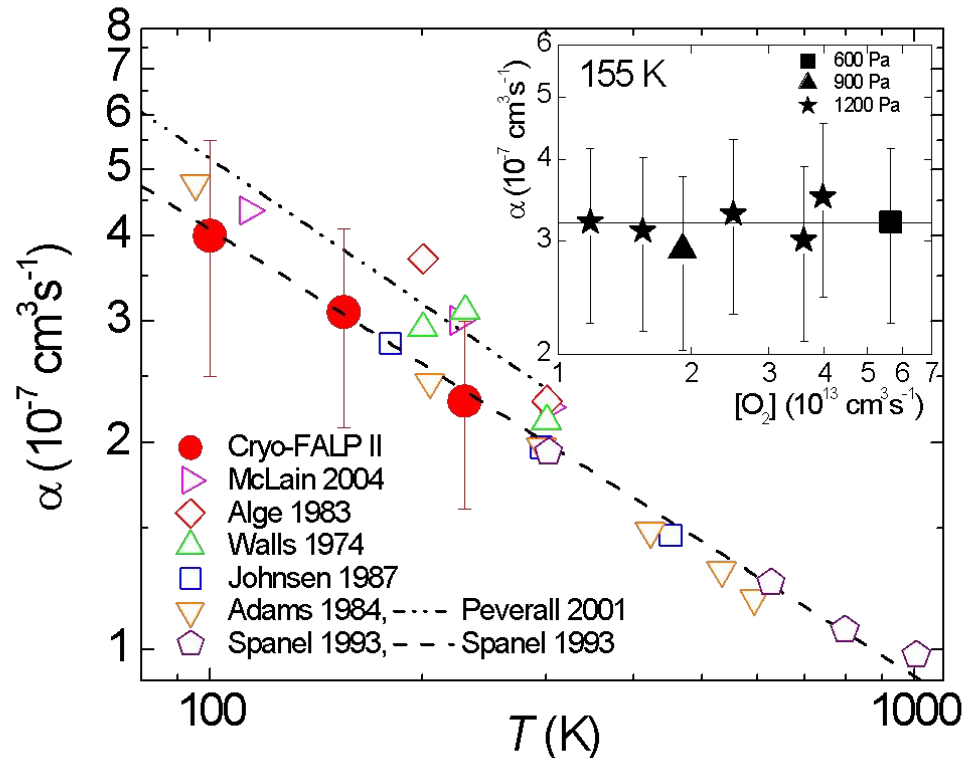 8
7
6
5
4
3
2
1
α (10⁻⁷ cm³s⁻¹)
100
1000
T (K)
Cryo-FALP II
McLain 2004
Alge 1983
Walls 1974
Johnsen 1987
Adams 1984, Peverall 2001
Spanel 1993, Spanel 1993
155 K
600 Pa
900 Pa
1200 Pa
6
5
4
3
2
α (10⁻⁷ cm³s⁻¹)
1 2 3 4 5 6 7
[O₂] (10¹³ cm³s⁻¹)